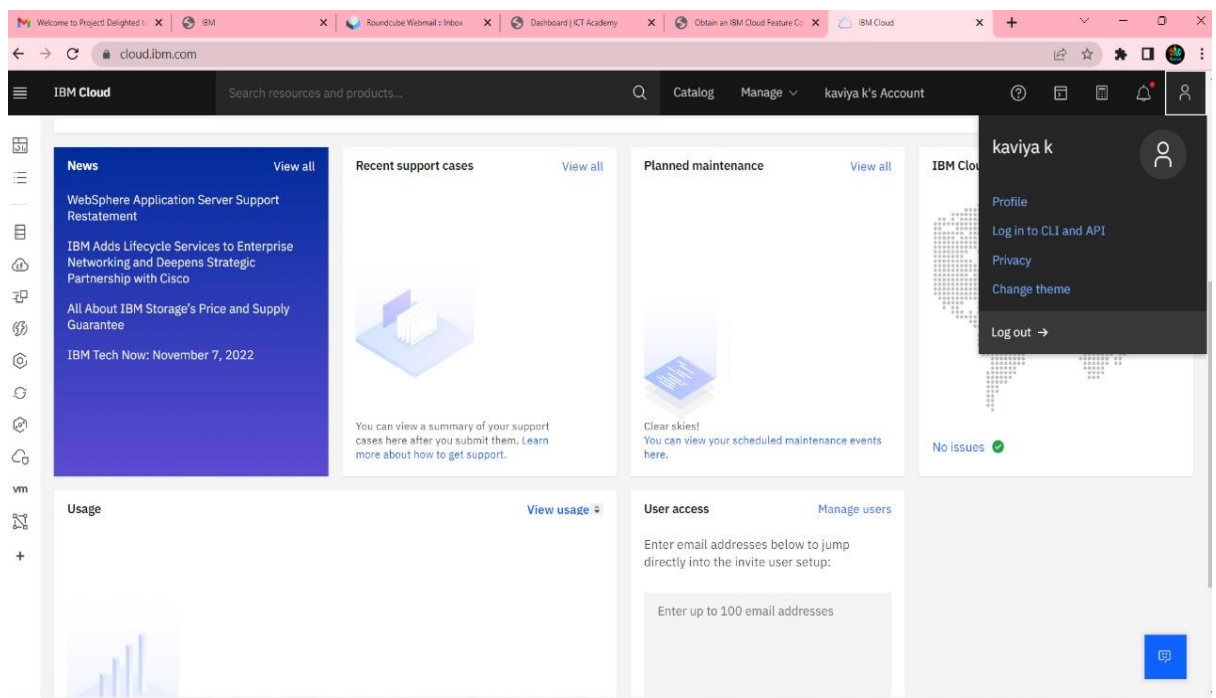 Welcome to Project! Delighted t
IBM
Roundcube Webmail :: Inbox
Dashboard | ICT Academy
Obtain an IBM Cloud Feature Co
IBM Cloud
cloud.ibm.com
IBM Cloud
Search resources and products...
Catalog
Manage
kaviya k's Account
kaviya k
Profile
Log in to CLI and API
Privacy
Change theme
Log out →
News
View all
WebSphere Application Server Support
Restatement
IBM Adds Lifecycle Services to Enterprise
Networking and Deepens Strategic
Partnership with Cisco
All About IBM Storage's Price and Supply
Guarantee
IBM Tech Now: November 7, 2022
Recent support cases
View all
You can view a summary of your support
cases here after you submit them. Learn
more about how to get support.
Planned maintenance
View all
Clear skies!
You can view your scheduled maintenance events
here.
IBM Clou
No issues
vm
Usage
View usage
User access
Manage users
Enter email addresses below to jump
directly into the invite user setup:
Enter up to 100 email addresses